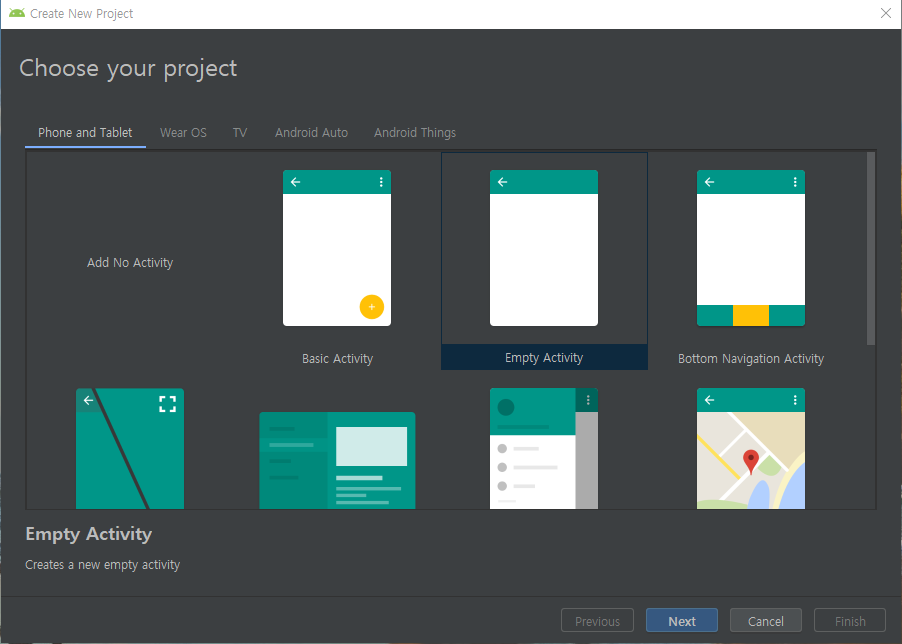 Create New Project
Choose your project
Phone and Tablet Wear OS TV Android Auto Android Things
Add No Activity
Basic Activity
Empty Activity
Bottom Navigation Activity
Empty Activity
Creates a new empty activity
Previous Next Cancel Finish